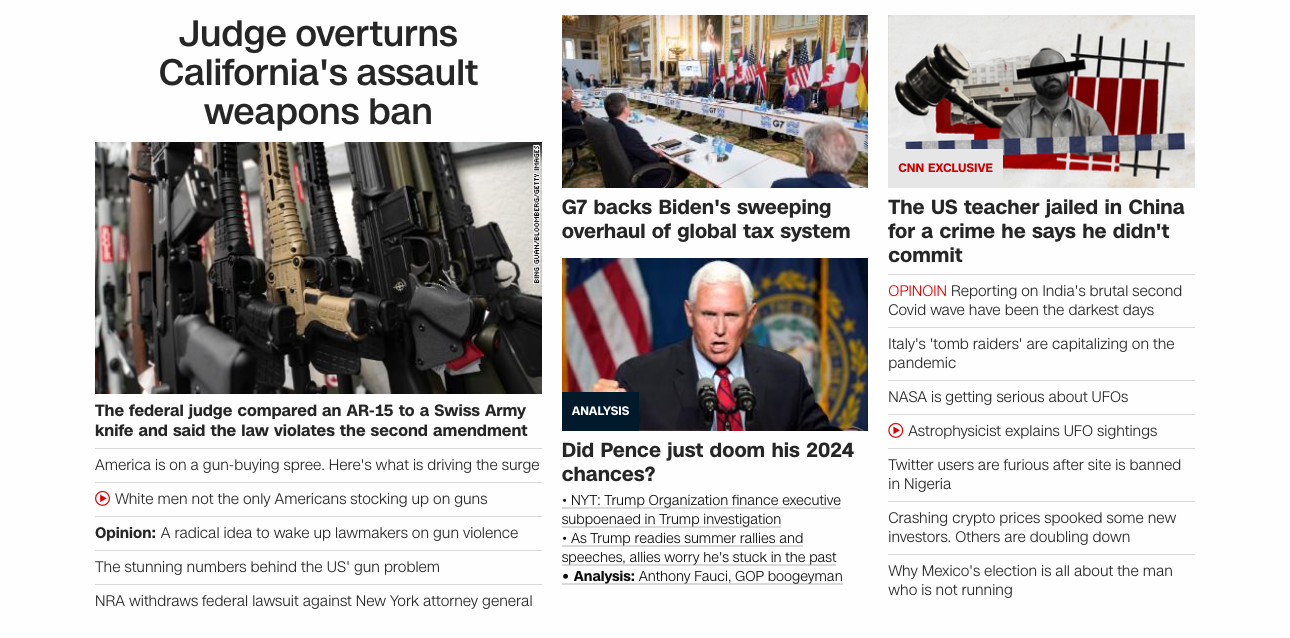 Judge overturns
California's assault
weapons ban
BING GUAN/BLOOMBERG/GETTY IMAGES
The federal judge compared an AR-15 to a Swiss Army
knife and said the law violates the second amendment
America is on a gun-buying spree. Here's what is driving the surge
White men not the only Americans stocking up on guns
Opinion: A radical idea to wake up lawmakers on gun violence
The stunning numbers behind the US' gun problem
NRA withdraws federal lawsuit against New York attorney general
G7
G7 backs Biden's sweeping
overhaul of global tax system
ANALYSIS
Did Pence just doom his 2024
chances?
• NYT: Trump Organization finance executive
subpoenaed in Trump investigation
• As Trump readies summer rallies and
speeches, allies worry he's stuck in the past
• Analysis: Anthony Fauci, GOP boogeyman
CNN EXCLUSIVE
The US teacher jailed in China
for a crime he says he didn't
commit
OPINOIN Reporting on India's brutal second
Covid wave have been the darkest days
Italy's 'tomb raiders' are capitalizing on the
pandemic
NASA is getting serious about UFOs
Astrophysicist explains UFO sightings
Twitter users are furious after site is banned
in Nigeria
Crashing crypto prices spooked some new
investors. Others are doubling down
Why Mexico's election is all about the man
who is not running